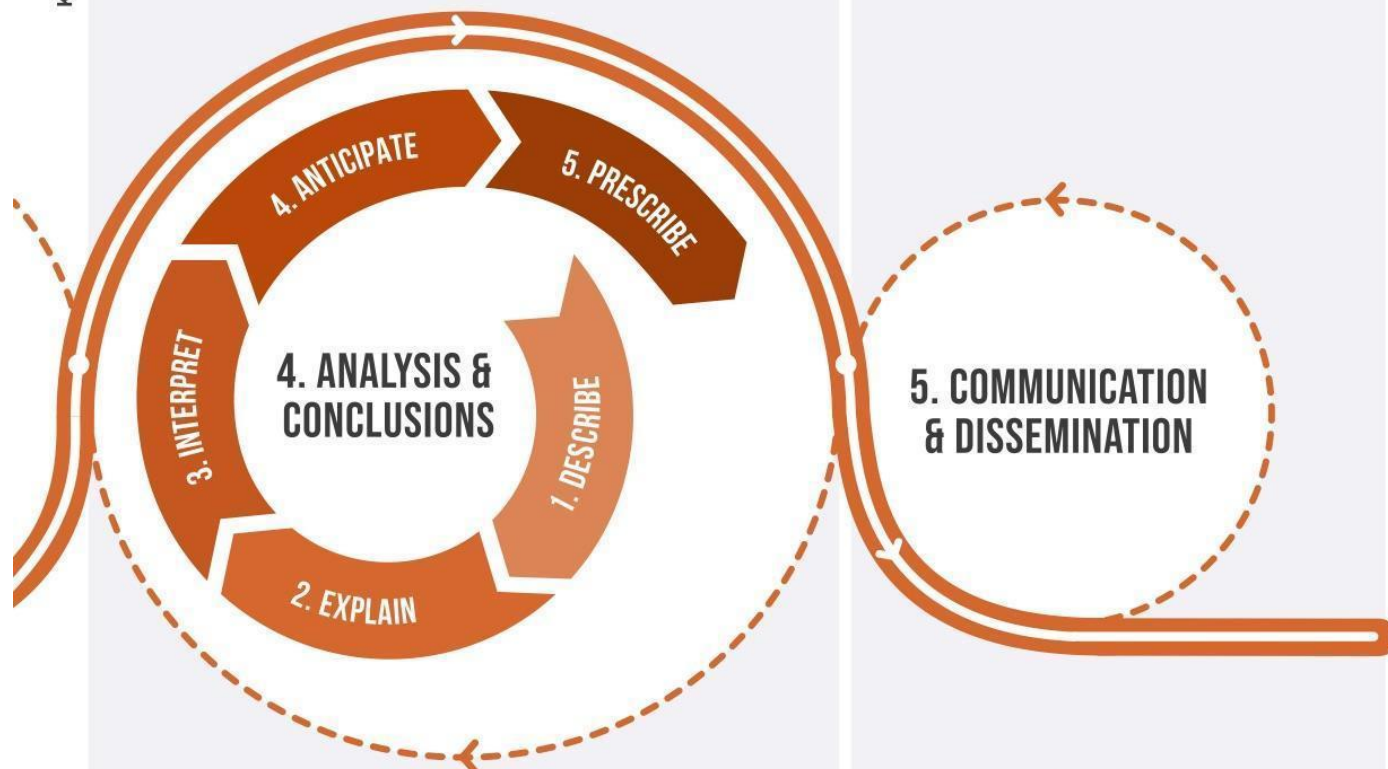 4. ANALYSIS &
CONCLUSIONS
1. DESCRIBE
2. EXPLAIN
3. INTERPRET
4. ANTICIPATE
5. PRESCRIBE
5. COMMUNICATION
& DISSEMINATION